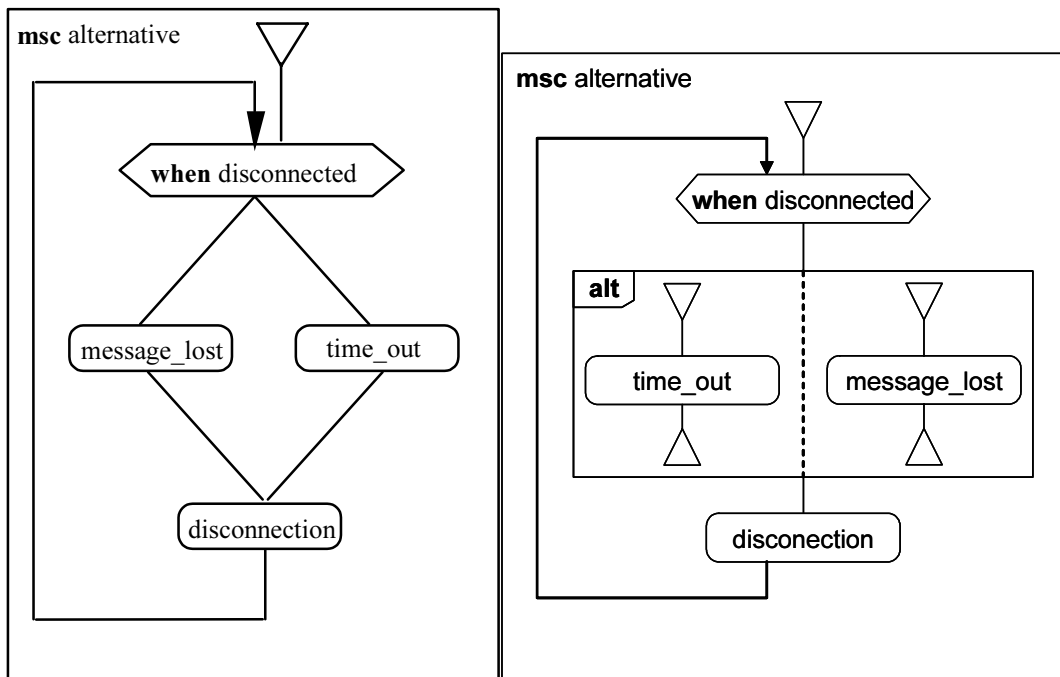 msc alternative
when disconnected
message_lost
time_out
disconnection
msc alternative
when disconnected
alt
time_out
message_lost
disconection